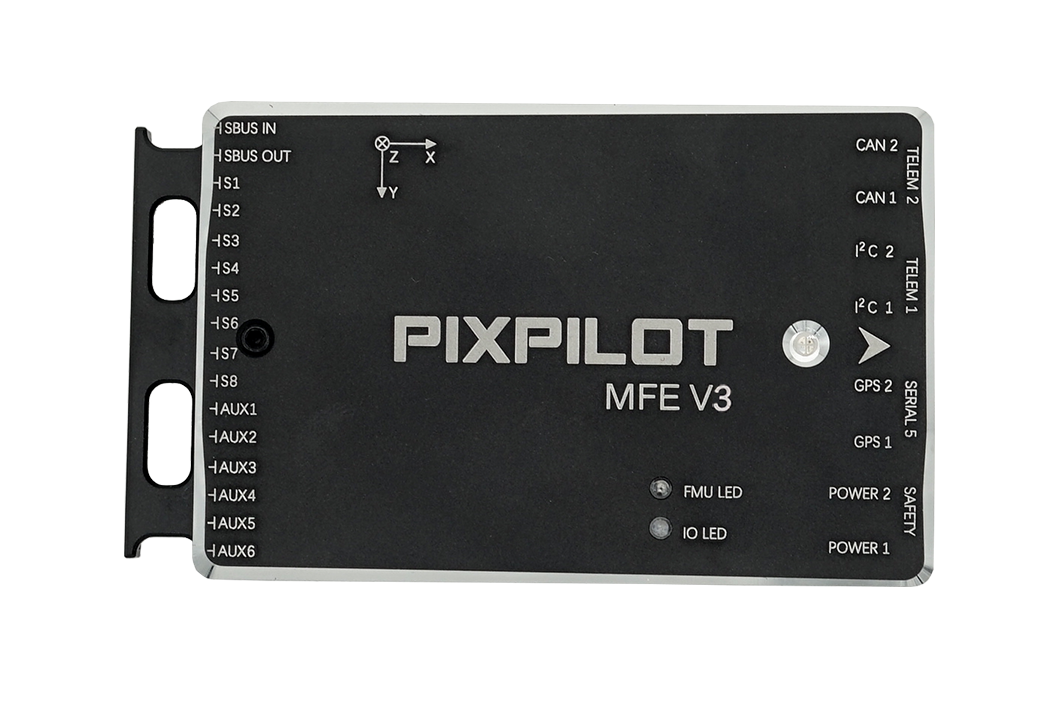 SBUS IN
SBUS OUT
S1
S2
S3
S4
S5
S6
S7
S8
AUX1
AUX2
AUX3
AUX4
AUX5
AUX6
Z X
Y
PIXPILOT
MFE V3
FMU LED
IO LED
CAN 2
CAN 1
I²C 2
I²C 1
GPS 2
GPS 1
POWER 2
POWER 1
TELEM 2
TELEM 1
SERIAL 5
SAFETY